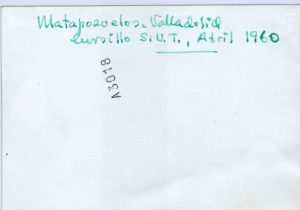 Matapozuelos, Valladolid
cursillo S.U.T., Abril 1960
A3018